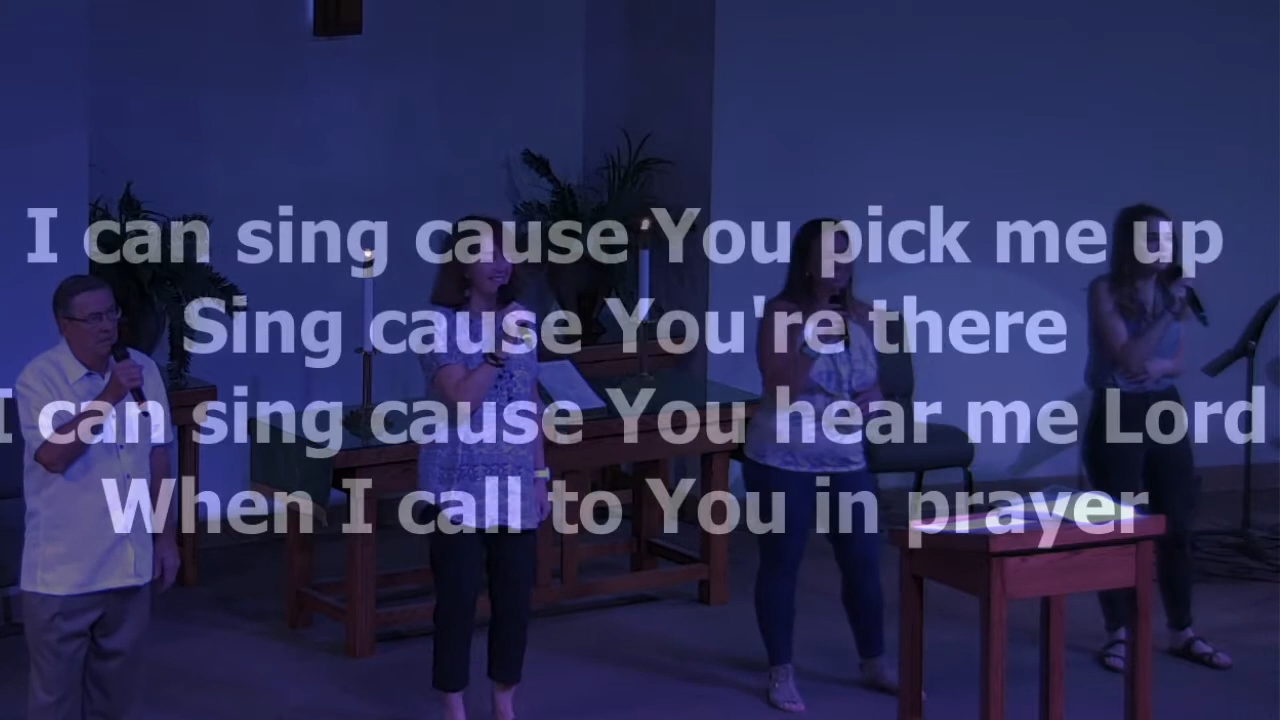 I can sing cause You pick me up
Sing cause You're there
I can sing cause You hear me Lord
When I call to You in prayer